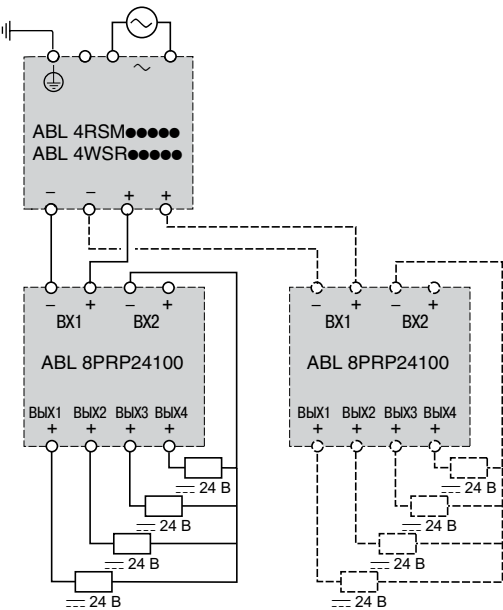 ABL 4RSM●●●●●
ABL 4WSR●●●●●
– – + +
– + – +
ВХ1 ВХ2
ABL 8PRP24100
ВЫХ1 ВЫХ2 ВЫХ3 ВЫХ4
+ + + +
24 В
24 В
24 В
24 В
– + – +
ВХ1 ВХ2
ABL 8PRP24100
ВЫХ1 ВЫХ2 ВЫХ3 ВЫХ4
+ + + +
24 В
24 В
24 В
24 В